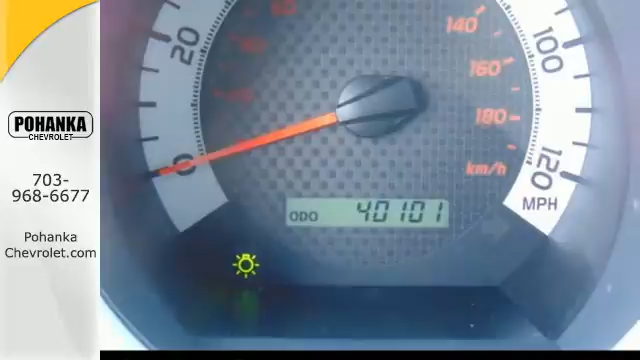 POHANKA
CHEVROLET
703-
968-6677
Pohanka
Chevrolet.com
0
20
100
120
MPH
140
160
180
km/h
ODO 40101